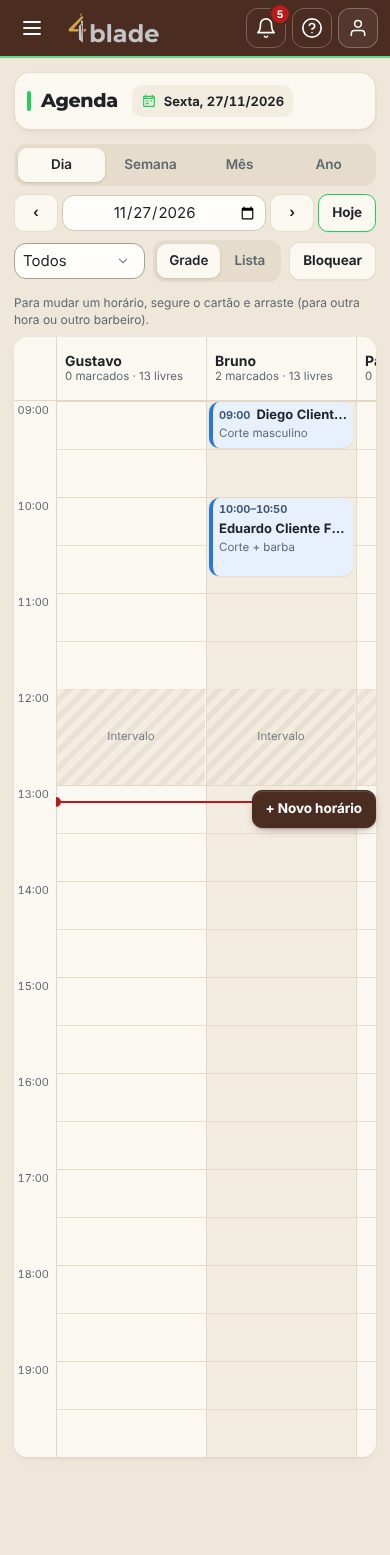 4blade
5
Agenda
Sexta, 27/11/2026
Dia
Semana
Mês
Ano
‹
11/27/2026
›
Hoje
Todos
Grade
Lista
Bloquear
Para mudar um horário, segure o cartão e arraste (para outra
hora ou outro barbeiro).
Gustavo
0 marcados · 13 livres
Bruno
2 marcados · 13 livres
0
09:00
09:00 Diego Client...
Corte masculino
10:00
10:00–10:50
Eduardo Cliente F...
Corte + barba
11:00
12:00
Intervalo
Intervalo
13:00
+ Novo horário
14:00
15:00
16:00
17:00
18:00
19:00